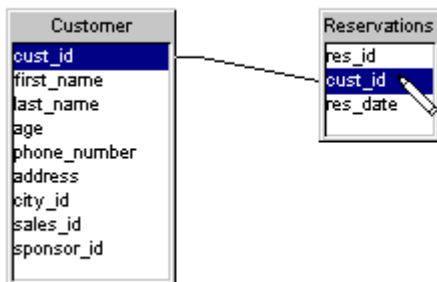 Customer
cust_id
first_name
last_name
age
phone_number
address
city_id
sales_id
sponsor_id
Reservations
res_id
cust_id
res_date